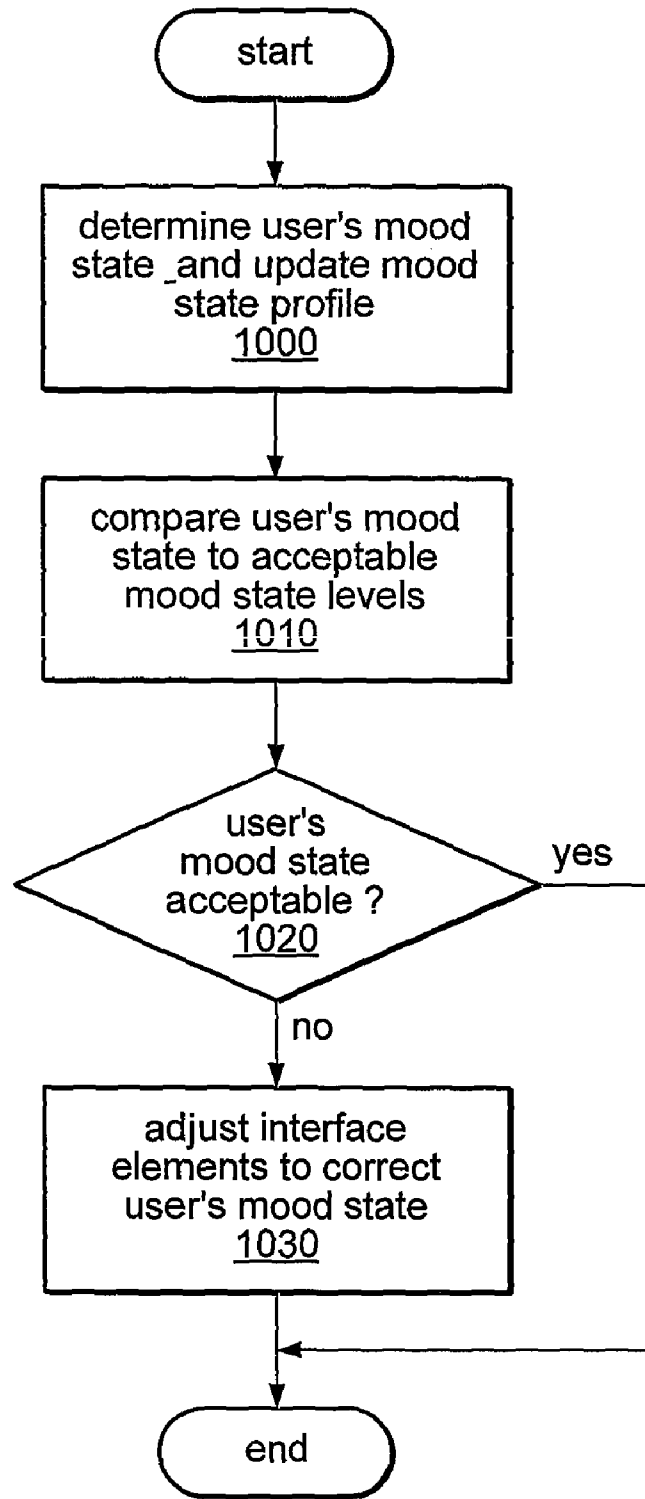 start
determine user's mood
state _and update mood
state profile
1000
compare user's mood
state to acceptable
mood state levels
1010
user's
mood state
acceptable ?
1020
yes
no
adjust interface
elements to correct
user's mood state
1030
end